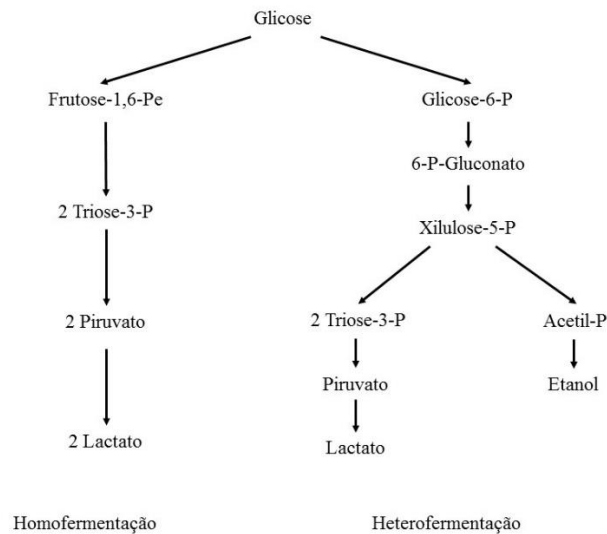 Glicose
Frutose-1,6-Pe
Glicose-6-P
6-P-Gluconato
2 Triose-3-P
Xilulose-5-P
2 Piruvato
2 Triose-3-P
Acetil-P
Piruvato
Etanol
2 Lactato
Lactato
Homofermentação
Heterofermentação